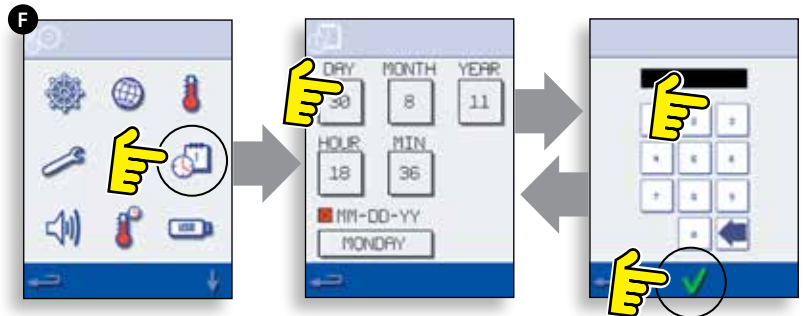 F
DAY MONTH YEAR
30 8 11
HOUR MIN
18 36
MM-DD-YY
MONDAY
USB